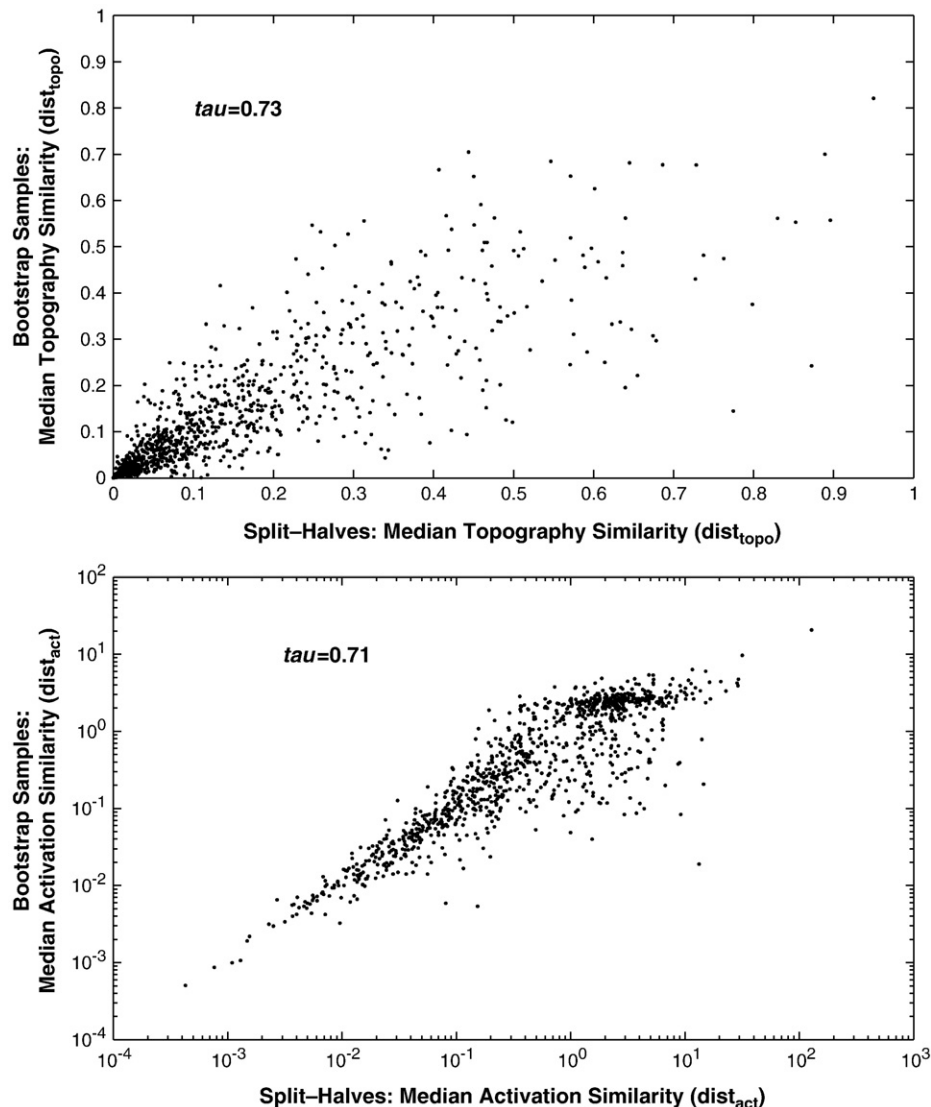 1
0.9
0.8
0.7
0.6
0.5
0.4
0.3
0.2
0.1
0
tau=0.73
Bootstrap Samples:
Median Topography Similarity (dist_topo)
0 0.1 0.2 0.3 0.4 0.5 0.6 0.7 0.8 0.9 1
Split–Halves: Median Topography Similarity (dist_topo)
10^2
10^1
10^0
10^-1
10^-2
10^-3
10^-4
tau=0.71
Bootstrap Samples:
Median Activation Similarity (dist_act)
10^-4 10^-3 10^-2 10^-1 10^0 10^1 10^2 10^3
Split–Halves: Median Activation Similarity (dist_act)